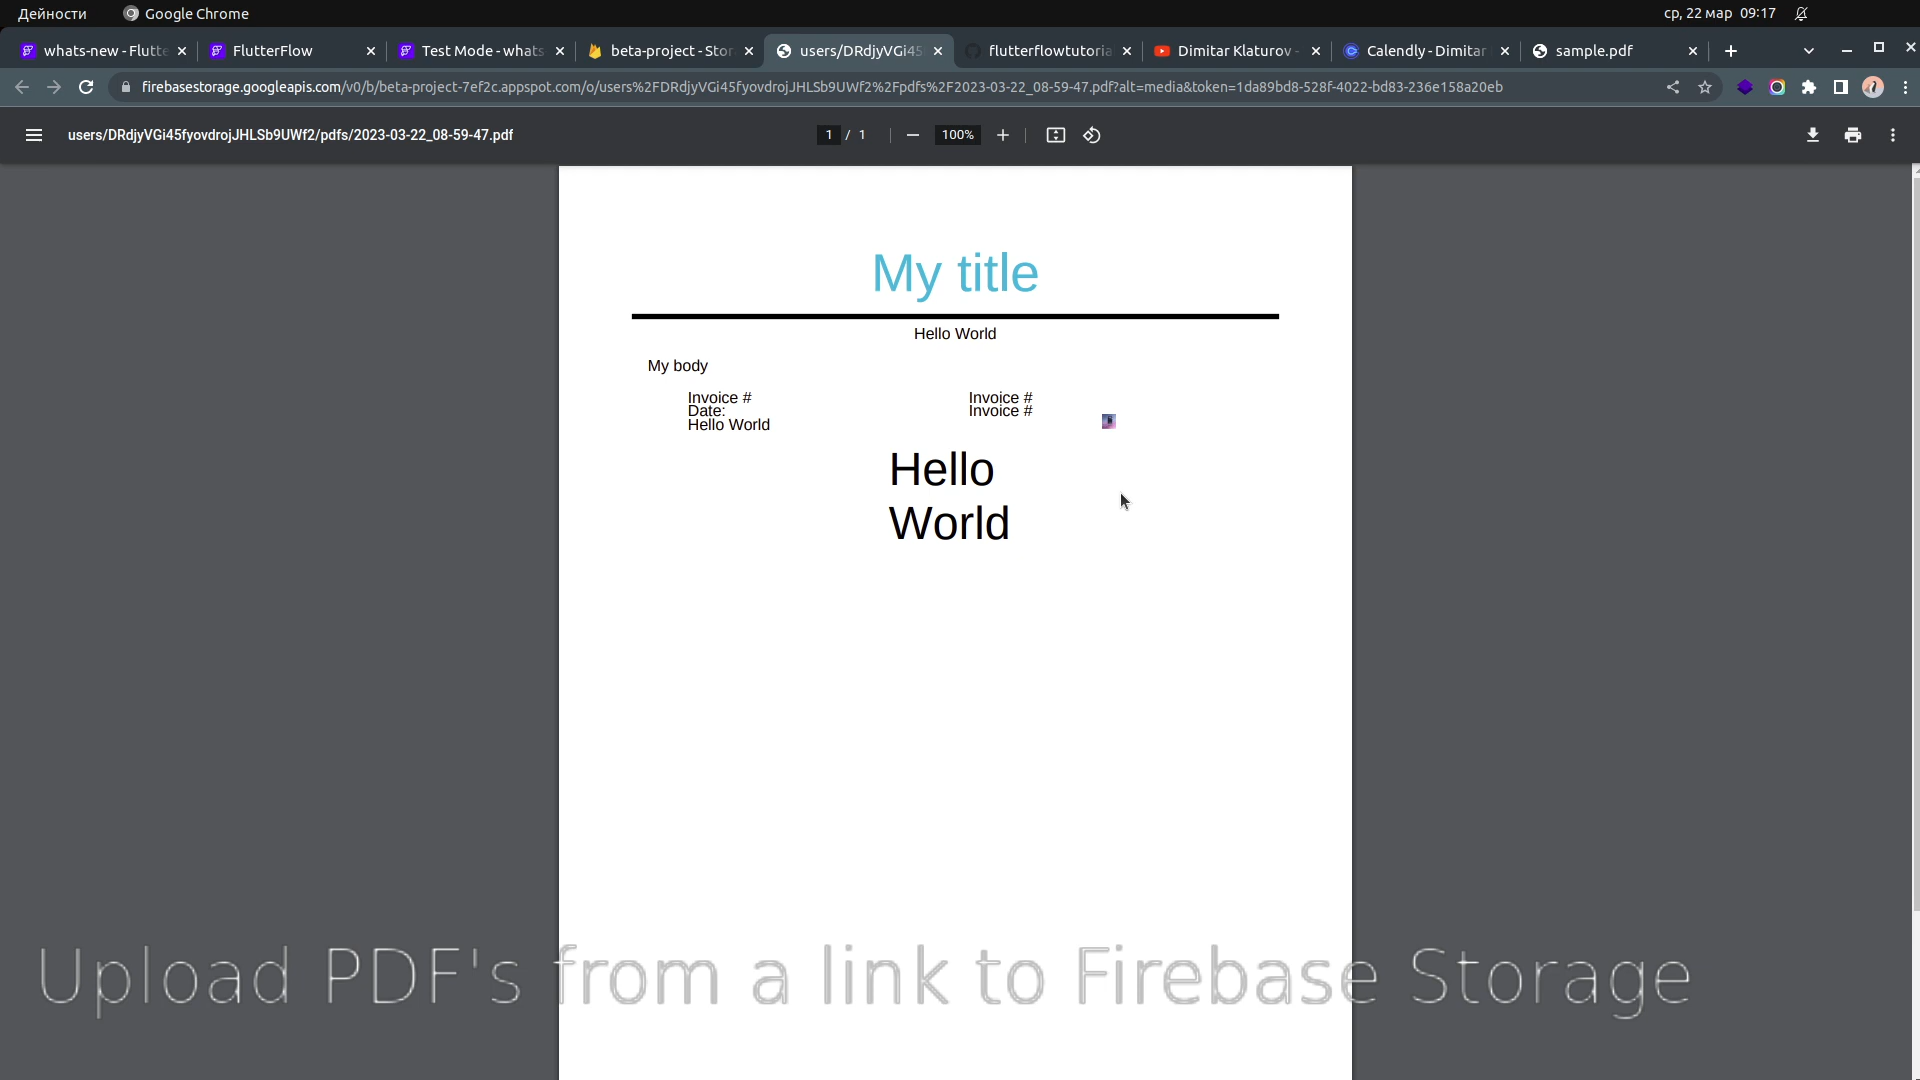 Дейности Google Chrome ср, 22 мар 09:17
whats-new - Flutte FlutterFlow Test Mode - whats beta-project - Stor users/DRdjyVGi45 flutterflowtutoria Dimitar Klaturov - Calendly - Dimitar sample.pdf
firebasestorage.googleapis.com/v0/b/beta-project-7ef2c.appspot.com/o/users%2FDRdjyVGi45fyovdrojJHLSb9UWf2%2Fpdfs%2F2023-03-22_08-59-47.pdf?alt=media&token=1da89bd8-528f-4022-bd83-236e158a20eb
users/DRdjyVGi45fyovdrojJHLSb9UWf2/pdfs/2023-03-22_08-59-47.pdf 1 / 1 100%
My title
Hello World
My body
Invoice # Invoice #
Date: Invoice #
Hello World
Hello
World
Upload PDF's from a link to Firebase Storage